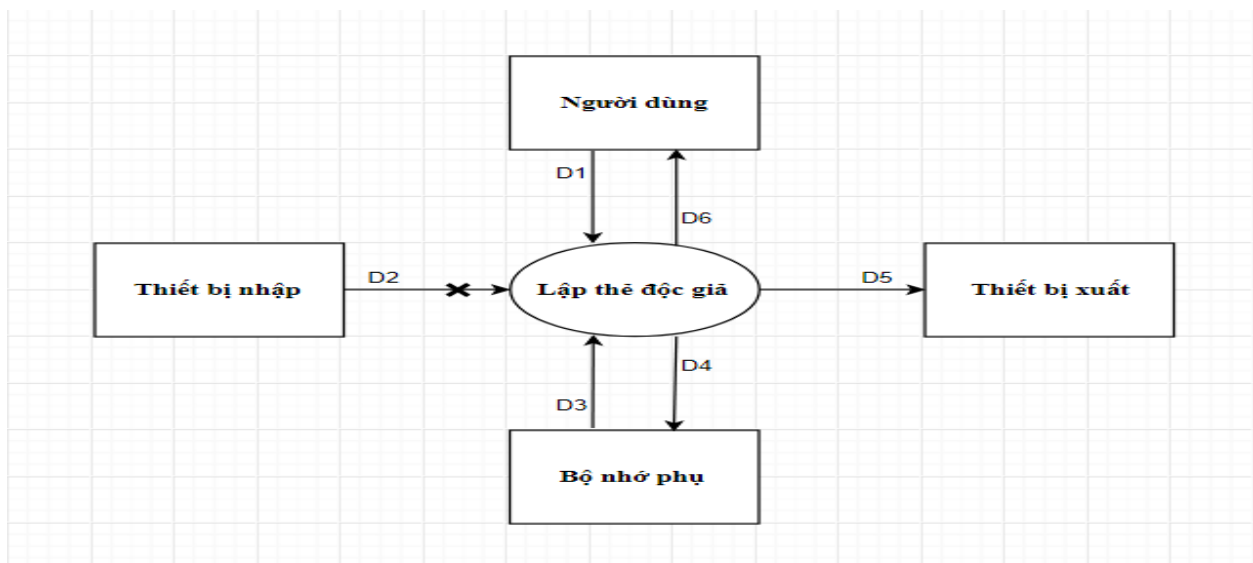 Người dùng
D1
D6
Thiết bị nhập
D2
Lập thẻ độc giả
D5
Thiết bị xuất
D4
D3
Bộ nhớ phụ